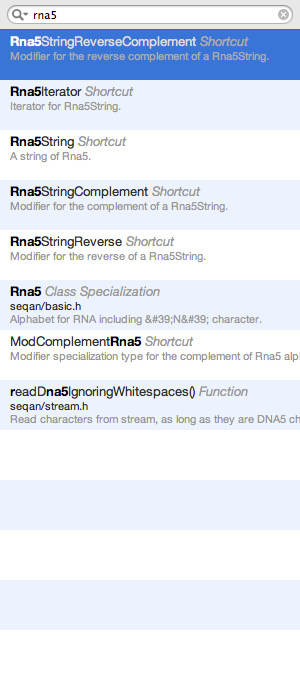 rna5
Rna5StringReverseComplement Shortcut
Modifier for the reverse complement of a Rna5String.
Rna5Iterator Shortcut
Iterator for Rna5String.
Rna5String Shortcut
A string of Rna5.
Rna5StringComplement Shortcut
Modifier for the complement of a Rna5String.
Rna5StringReverse Shortcut
Modifier for the reverse of a Rna5String.
Rna5 Class Specialization
seqan/basic.h
Alphabet for RNA including &#39;N&#39; character.
ModComplementRna5 Shortcut
Modifier specialization type for the complement of Rna5 alp
readDna5IgnoringWhitespaces() Function
seqan/stream.h
Read characters from stream, as long as they are DNA5 ch